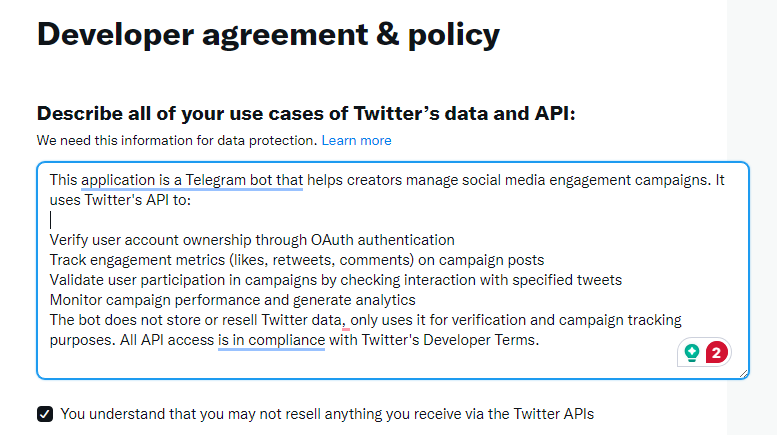 Developer agreement & policy
Describe all of your use cases of Twitter’s data and API:
We need this information for data protection. Learn more
This application is a Telegram bot that helps creators manage social media engagement campaigns. It
uses Twitter's API to:
Verify user account ownership through OAuth authentication
Track engagement metrics (likes, retweets, comments) on campaign posts
Validate user participation in campaigns by checking interaction with specified tweets
Monitor campaign performance and generate analytics
The bot does not store or resell Twitter data, only uses it for verification and campaign tracking
purposes. All API access is in compliance with Twitter's Developer Terms.
2
You understand that you may not resell anything you receive via the Twitter APIs